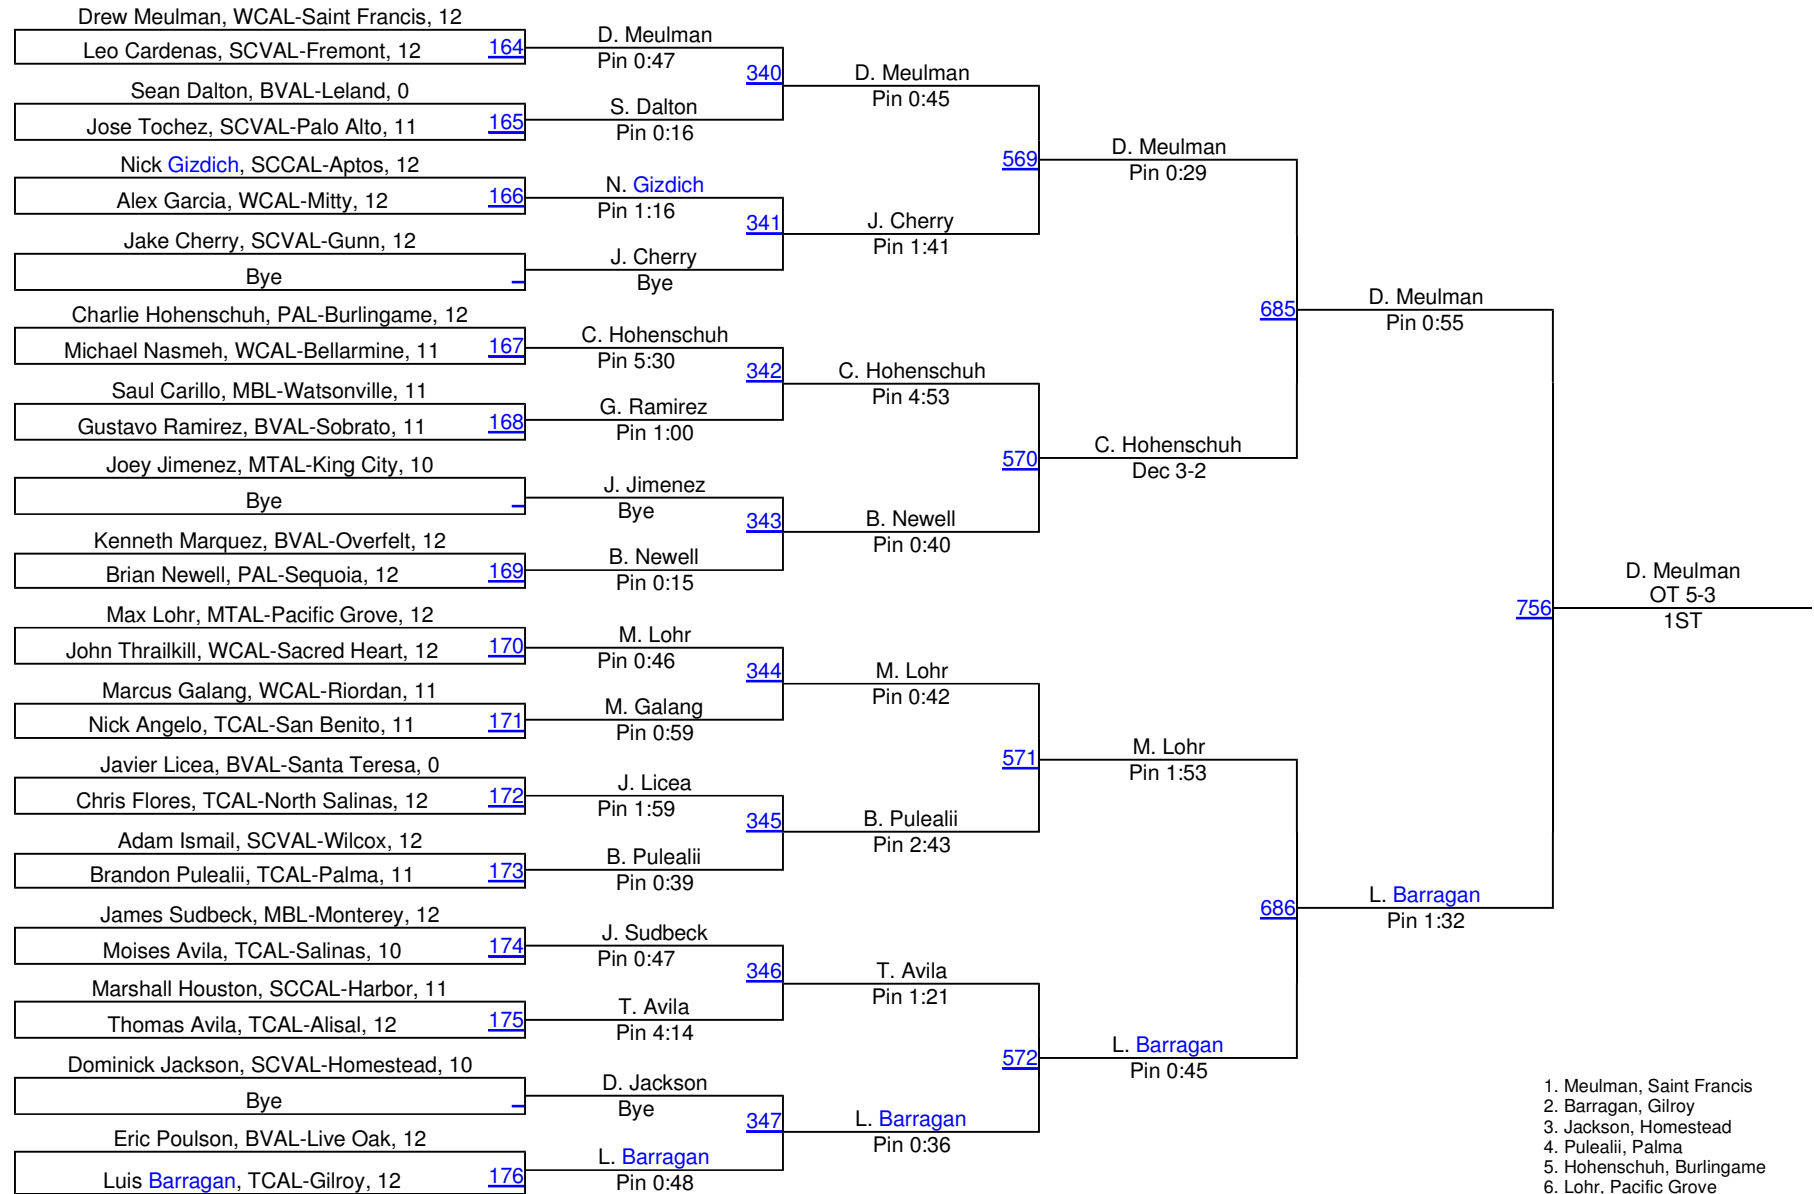 Drew Meulman, WCAL-Saint Francis, 12
Leo Cardenas, SCVAL-Fremont, 12
164
Sean Dalton, BVAL-Leland, 0
Jose Tochez, SCVAL-Palo Alto, 11
165
Nick Gizdich, SCCAL-Aptos, 12
Alex Garcia, WCAL-Mitty, 12
166
Jake Cherry, SCVAL-Gunn, 12
Bye
Charlie Hohenschuh, PAL-Burlingame, 12
Michael Nasmeh, WCAL-Bellarmine, 11
167
Saul Carillo, MBL-Watsonville, 11
Gustavo Ramirez, BVAL-Sobrato, 11
168
Joey Jimenez, MTAL-King City, 10
Bye
Kenneth Marquez, BVAL-Overfelt, 12
Brian Newell, PAL-Sequoia, 12
169
Max Lohr, MTAL-Pacific Grove, 12
John Thrailkill, WCAL-Sacred Heart, 12
170
Marcus Galang, WCAL-Riordan, 11
Nick Angelo, TCAL-San Benito, 11
171
Javier Licea, BVAL-Santa Teresa, 0
Chris Flores, TCAL-North Salinas, 12
172
Adam Ismail, SCVAL-Wilcox, 12
Brandon Pulealii, TCAL-Palma, 11
173
James Sudbeck, MBL-Monterey, 12
Moises Avila, TCAL-Salinas, 10
174
Marshall Houston, SCCAL-Harbor, 11
Thomas Avila, TCAL-Alisal, 12
175
Dominick Jackson, SCVAL-Homestead, 10
Bye
Eric Poulson, BVAL-Live Oak, 12
Luis Barragan, TCAL-Gilroy, 12
176
D. Meulman
Pin 0:47
340
S. Dalton
Pin 0:16
N. Gizdich
Pin 1:16
341
J. Cherry
Bye
C. Hohenschuh
Pin 5:30
342
G. Ramirez
Pin 1:00
J. Jimenez
Bye
343
B. Newell
Pin 0:15
M. Lohr
Pin 0:46
344
M. Galang
Pin 0:59
J. Licea
Pin 1:59
345
B. Pulealii
Pin 0:39
J. Sudbeck
Pin 0:47
346
T. Avila
Pin 4:14
D. Jackson
Bye
347
L. Barragan
Pin 0:48
D. Meulman
Pin 0:45
569
J. Cherry
Pin 1:41
C. Hohenschuh
Pin 4:53
570
B. Newell
Pin 0:40
M. Lohr
Pin 0:42
571
B. Pulealii
Pin 2:43
T. Avila
Pin 1:21
572
L. Barragan
Pin 0:36
D. Meulman
Pin 0:29
685
C. Hohenschuh
Dec 3-2
M. Lohr
Pin 1:53
686
L. Barragan
Pin 0:45
D. Meulman
Pin 0:55
756
L. Barragan
Pin 1:32
D. Meulman
OT 5-3
1ST
1. Meulman, Saint Francis
2. Barragan, Gilroy
3. Jackson, Homestead
4. Pulealii, Palma
5. Hohenschuh, Burlingame
6. Lohr, Pacific Grove